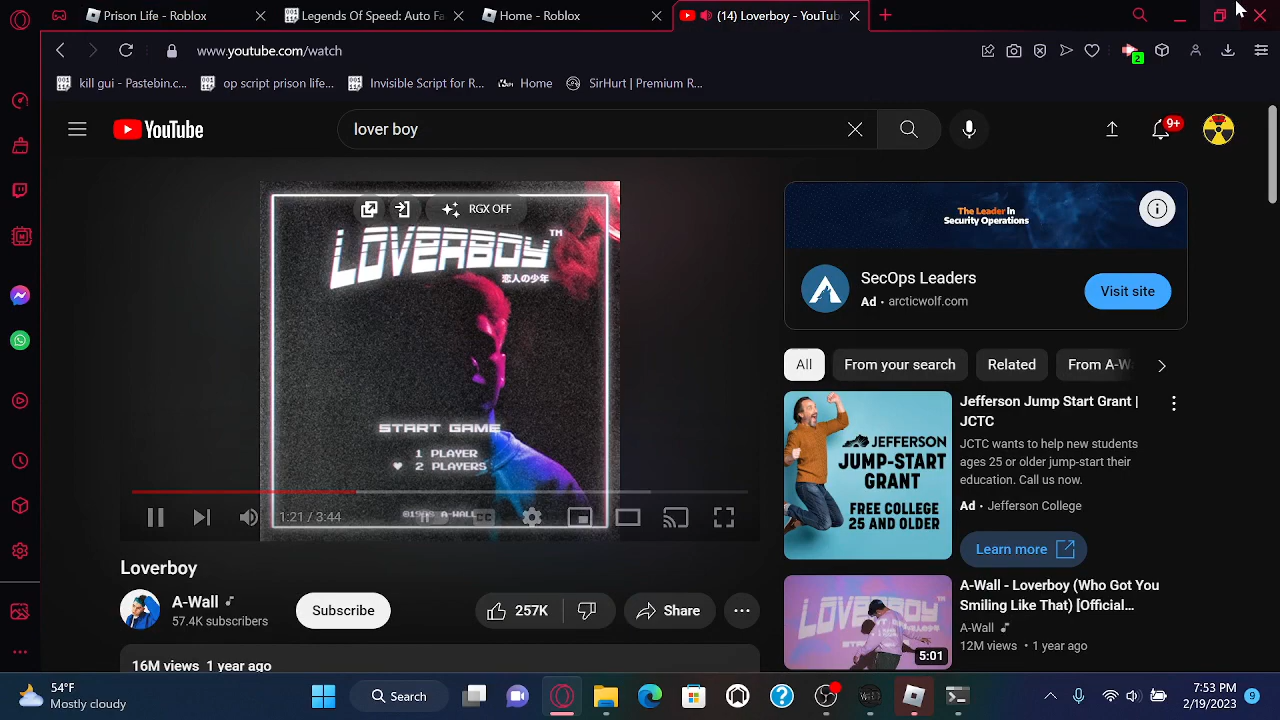 Prison Life - Roblox
Legends Of Speed: Auto Fa
Home - Roblox
(14) Loverboy - YouTube
www.youtube.com/watch
2
kill gui - Pastebin.c...
op script prison life...
Invisible Script for R...
Home
SirHurt | Premium R...
YouTube
lover boy
9+
RGX OFF
LOVERBOY™
恋人の少年
START GAME
1 PLAYER
♥ 2 PLAYERS
A-WALL
1:21 / 3:44
CC
Loverboy
A-Wall
57.4K subscribers
Subscribe
257K
Share
16M views 1 year ago
The Leader in
Security Operations
SecOps Leaders
Ad · arcticwolf.com
Visit site
All
From your search
Related
From A-Wa
JEFFERSON
JUMP-START
GRANT
FREE COLLEGE
25 AND OLDER
Jefferson Jump Start Grant |
JCTC
JCTC wants to help new students
ages 25 or older jump-start their
education. Call us now.
Ad · Jefferson College
Learn more
LOVERBOY
5:01
A-Wall - Loverboy (Who Got You
Smiling Like That) [Official...
A-Wall
12M views · 1 year ago
54°F
Mostly cloudy
Search
7:53 PM
2/19/2023
9